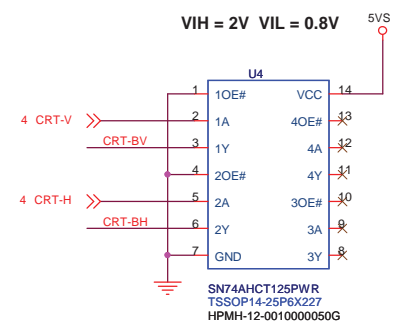 VIH = 2V VIL = 0.8V
5VS
U4
1 1OE# VCC 14
4 CRT-V 2 1A 4OE# 13
CRT-BV 3 1Y 4A 12
4 2OE# 4Y 11
4 CRT-H 5 2A 3OE# 10
CRT-BH 6 2Y 3A 9
7 GND 3Y 8
SN74AHCT125PWR
TSSOP14-25P6X227
HPMH-12-0010000050G